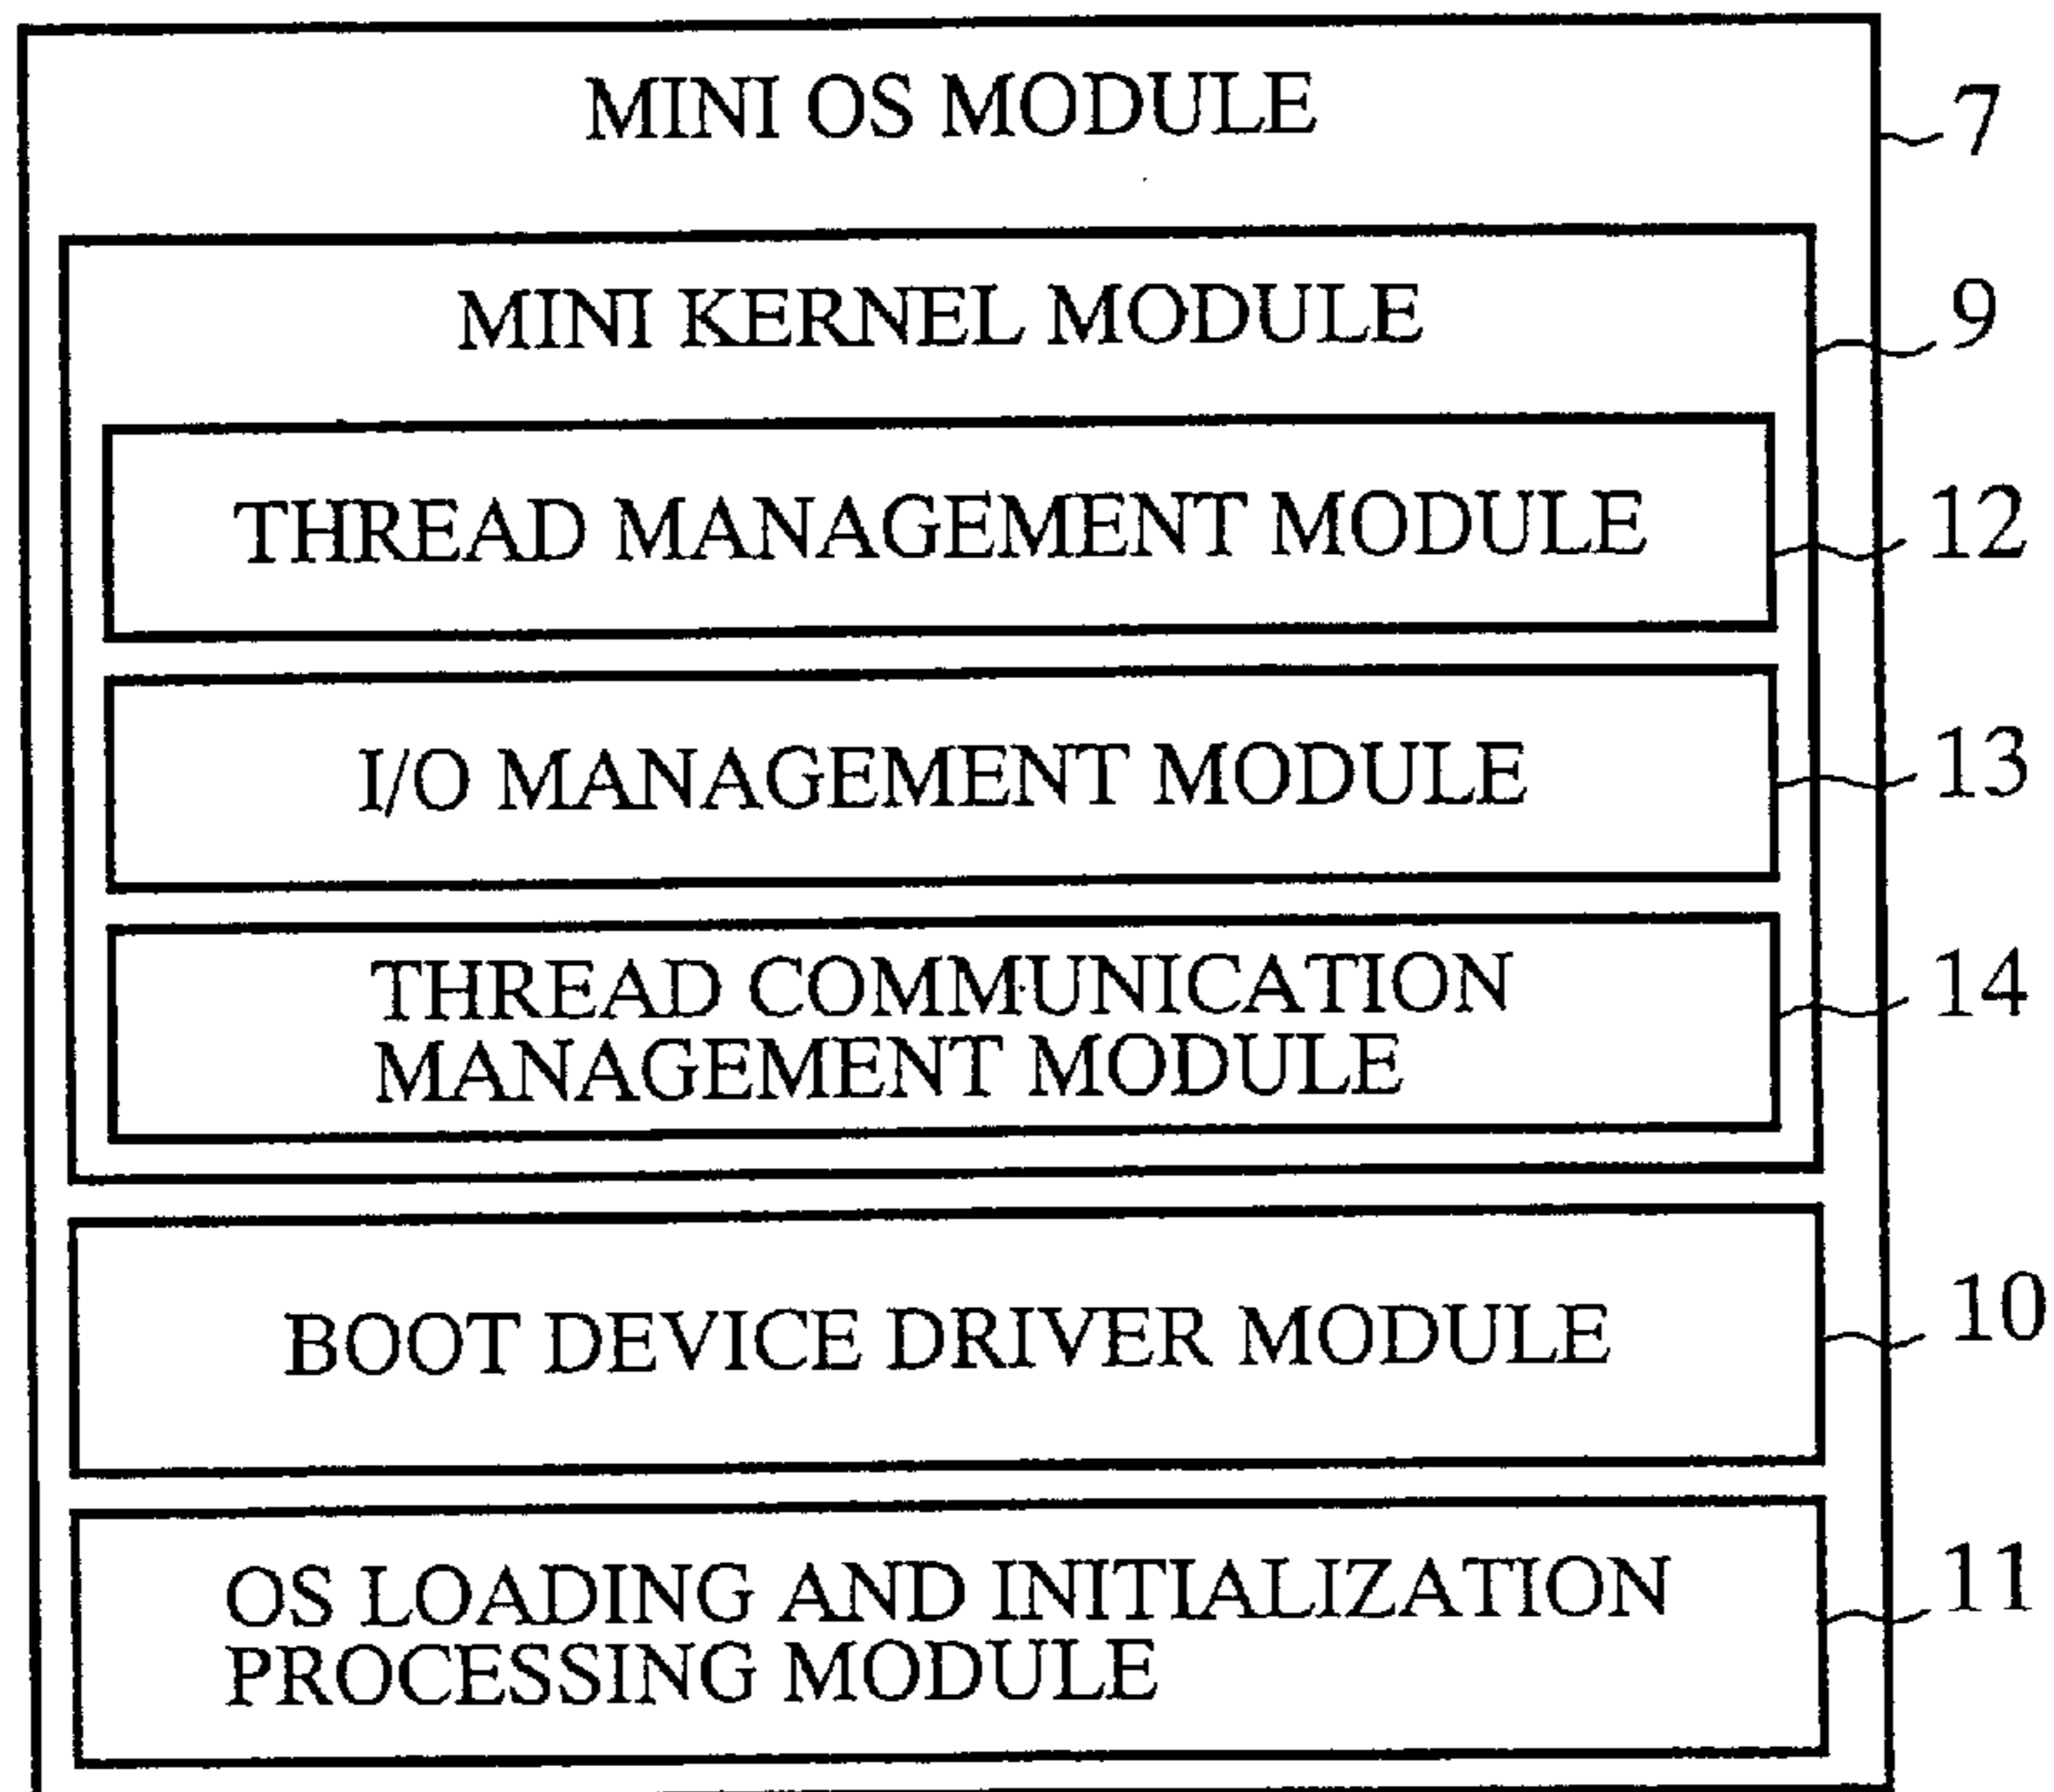 MINI OS MODULE
7
MINI KERNEL MODULE
9
THREAD MANAGEMENT MODULE
12
I/O MANAGEMENT MODULE
13
THREAD COMMUNICATION
MANAGEMENT MODULE
14
BOOT DEVICE DRIVER MODULE
10
OS LOADING AND INITIALIZATION
PROCESSING MODULE
11